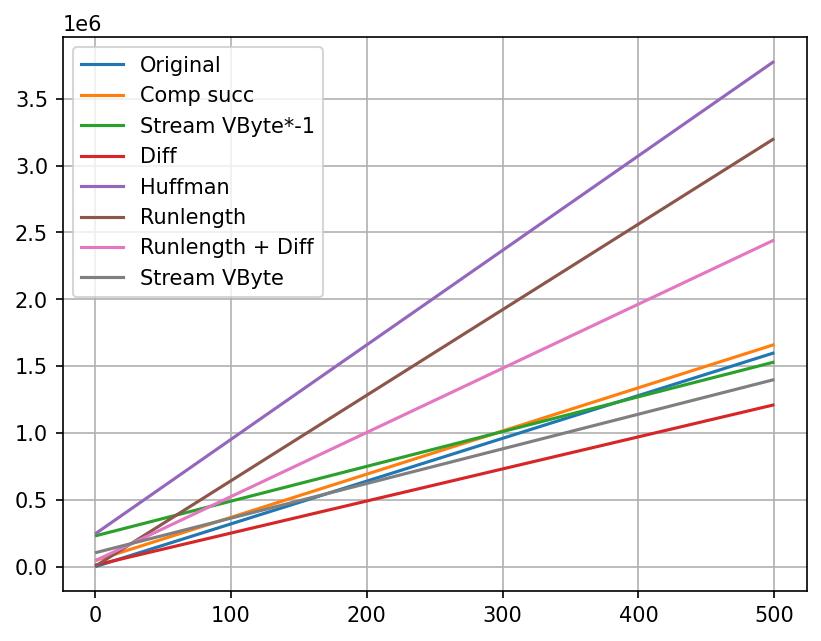 1e6
Original
Comp succ
Stream VByte*-1
Diff
Huffman
Runlength
Runlength + Diff
Stream VByte
3.5
3.0
2.5
2.0
1.5
1.0
0.5
0.0
0 100 200 300 400 500